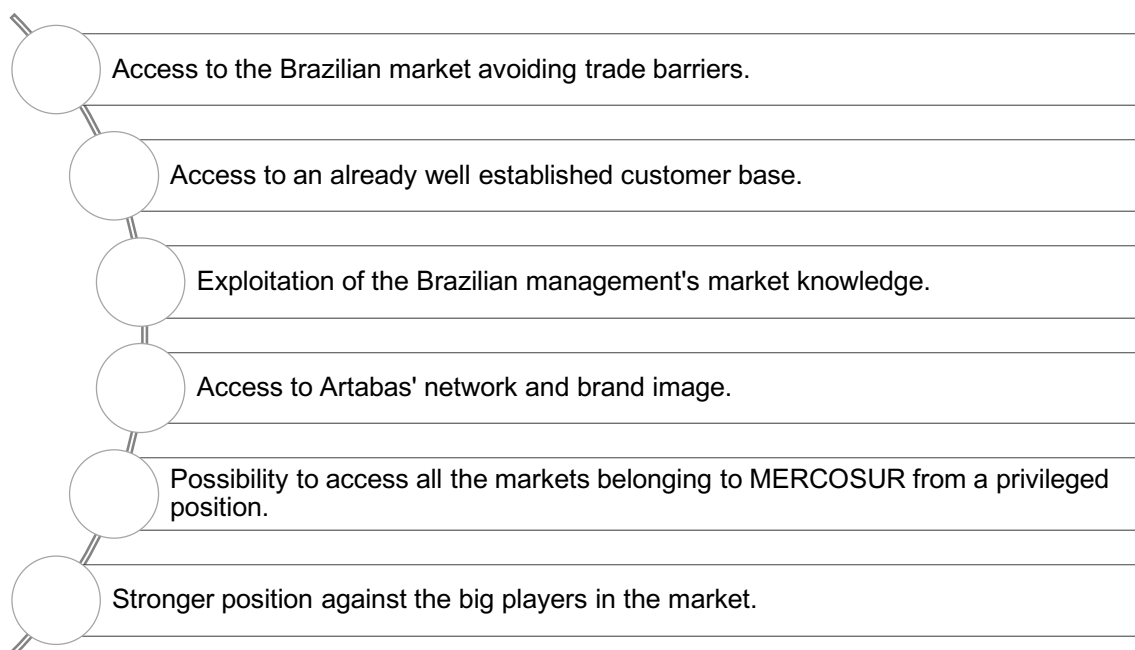 Access to the Brazilian market avoiding trade barriers.
Access to an already well established customer base.
Exploitation of the Brazilian management's market knowledge.
Access to Artabas' network and brand image.
Possibility to access all the markets belonging to MERCOSUR from a privileged
position.
Stronger position against the big players in the market.